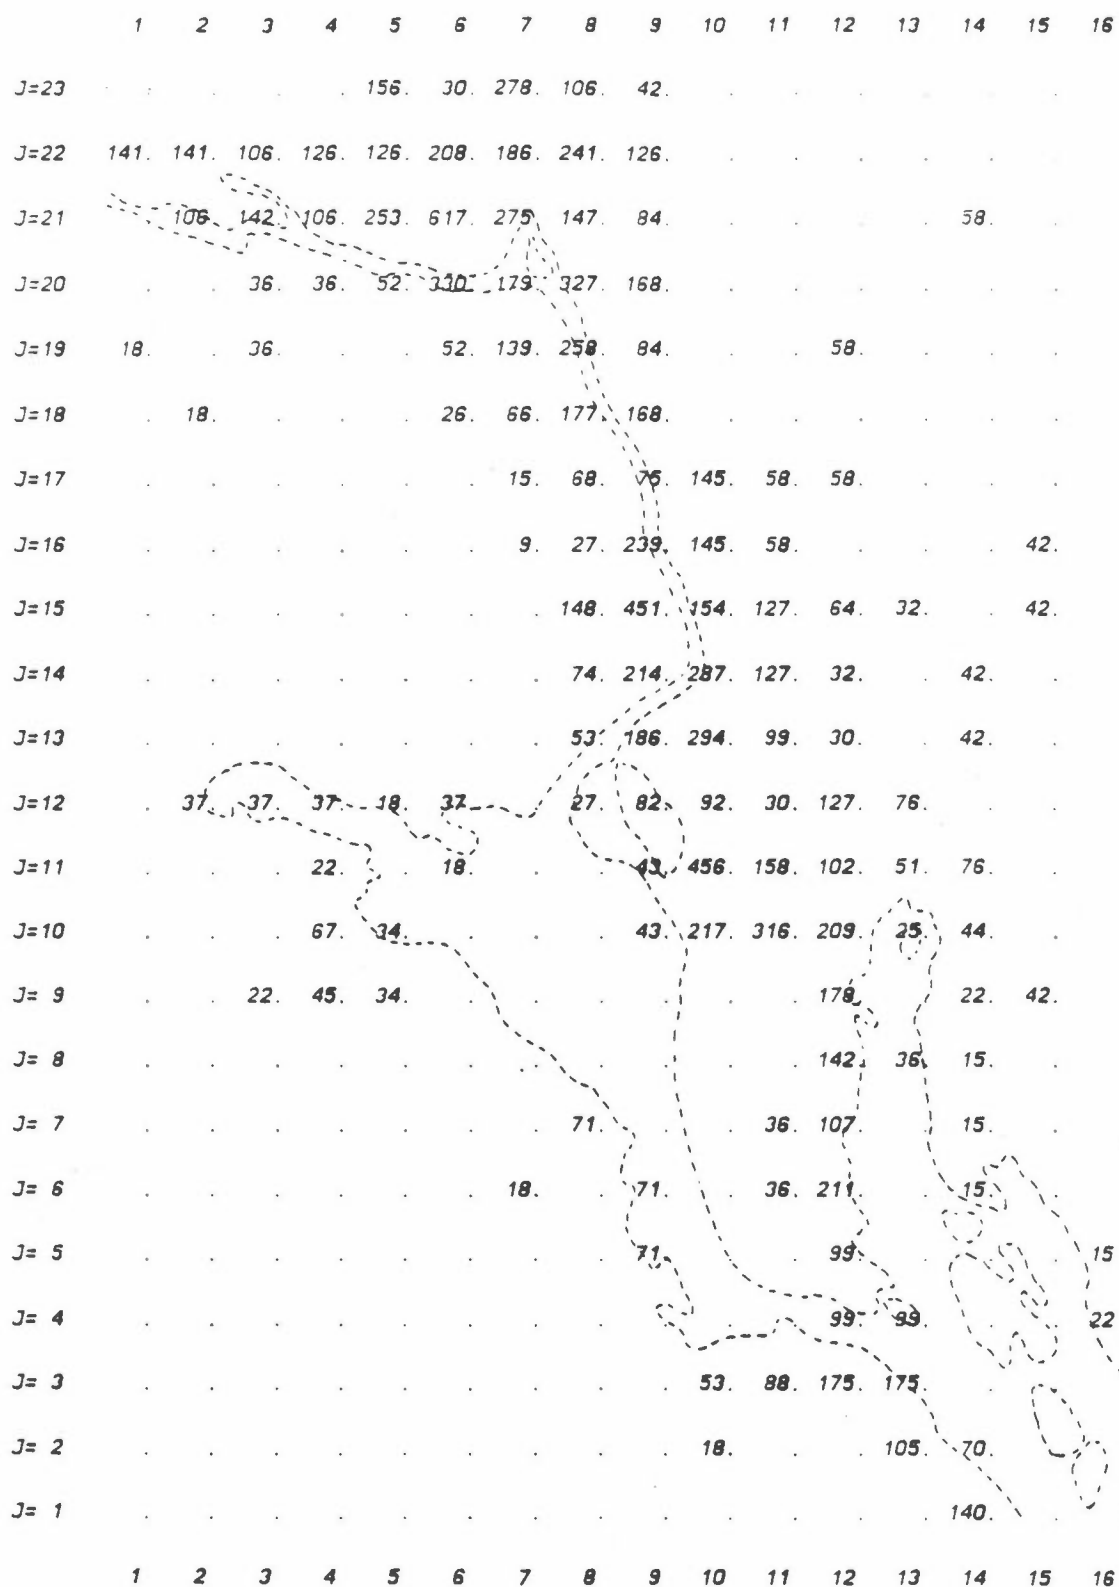 1 2 3 4 5 6 7 8 9 10 11 12 13 14 15 16
J=23 . . . . 156. 30. 278. 106. 42. . . . . . .
J=22 141. 141. 106. 126. 126. 208. 186. 241. 126. . . . . . .
J=21 106. 142. 106. 253. 617. 275. 147. 84. . . . . 58. .
J=20 . . 36. 36. 52. 330. 179. 327. 168. . . . . . .
J=19 18. . 36. . . 52. 139. 258. 84. . . 58. . . .
J=18 . 18. . . . 26. 66. 177. 168. . . . . . .
J=17 . . . . . . 15. 68. 75. 145. 58. 58. . . .
J=16 . . . . . . 9. 27. 239. 145. 58. . . . 42.
J=15 . . . . . . . 148. 451. 154. 127. 64. 32. . 42.
J=14 . . . . . . . 74. 214. 287. 127. 32. . 42. .
J=13 . . . . . . . 53. 186. 294. 99. 30. . 42. .
J=12 . 37. 37. 37. 18. 37. . 27. 82. 92. 30. 127. 76. . .
J=11 . . . 22. . 18. . . 43. 456. 158. 102. 51. 76. .
J=10 . . . 67. 34. . . . 43. 217. 316. 209. 25. 44. .
J= 9 . . 22. 45. 34. . . . . . . 178. . 22. 42.
J= 8 . . . . . . . . . . . 142. 36. 15. .
J= 7 . . . . . . . 71. . . 36. 107. . 15. .
J= 6 . . . . . . 18. . 71. . 36. 211. . 15. .
J= 5 . . . . . . . . 71. . . 99. . . . 15
J= 4 . . . . . . . . . . . 99. 99. . . 22
J= 3 . . . . . . . . . 53. 88. 175. 175. . .
J= 2 . . . . . . . . . 18. . . 105. 70. .
J= 1 . . . . . . . . . . . . . 140. .
1 2 3 4 5 6 7 8 9 10 11 12 13 14 15 16